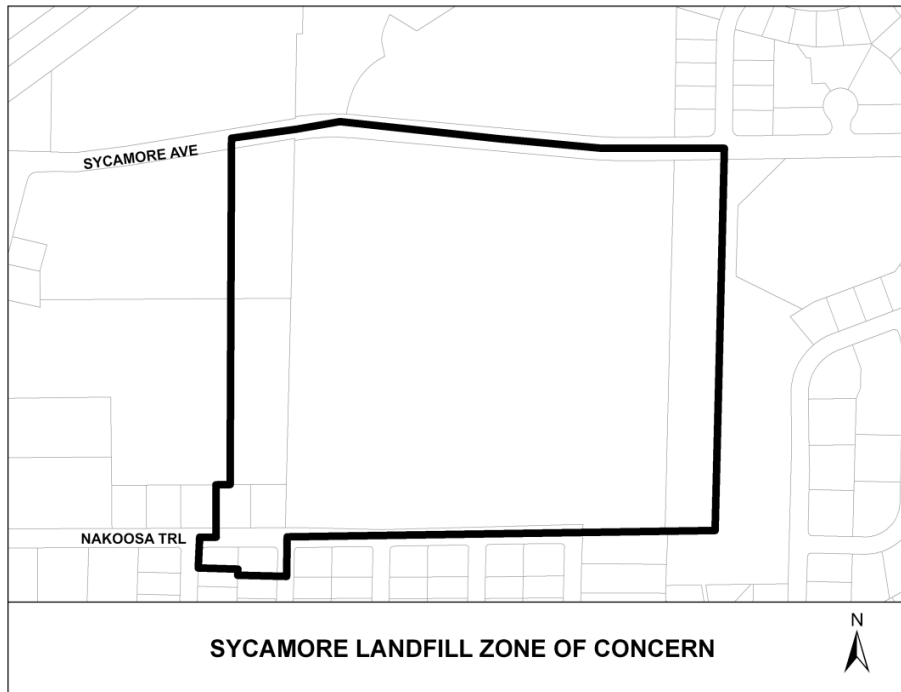 SYCAMORE AVE
NAKOOSA TRL
SYCAMORE LANDFILL ZONE OF CONCERN
N